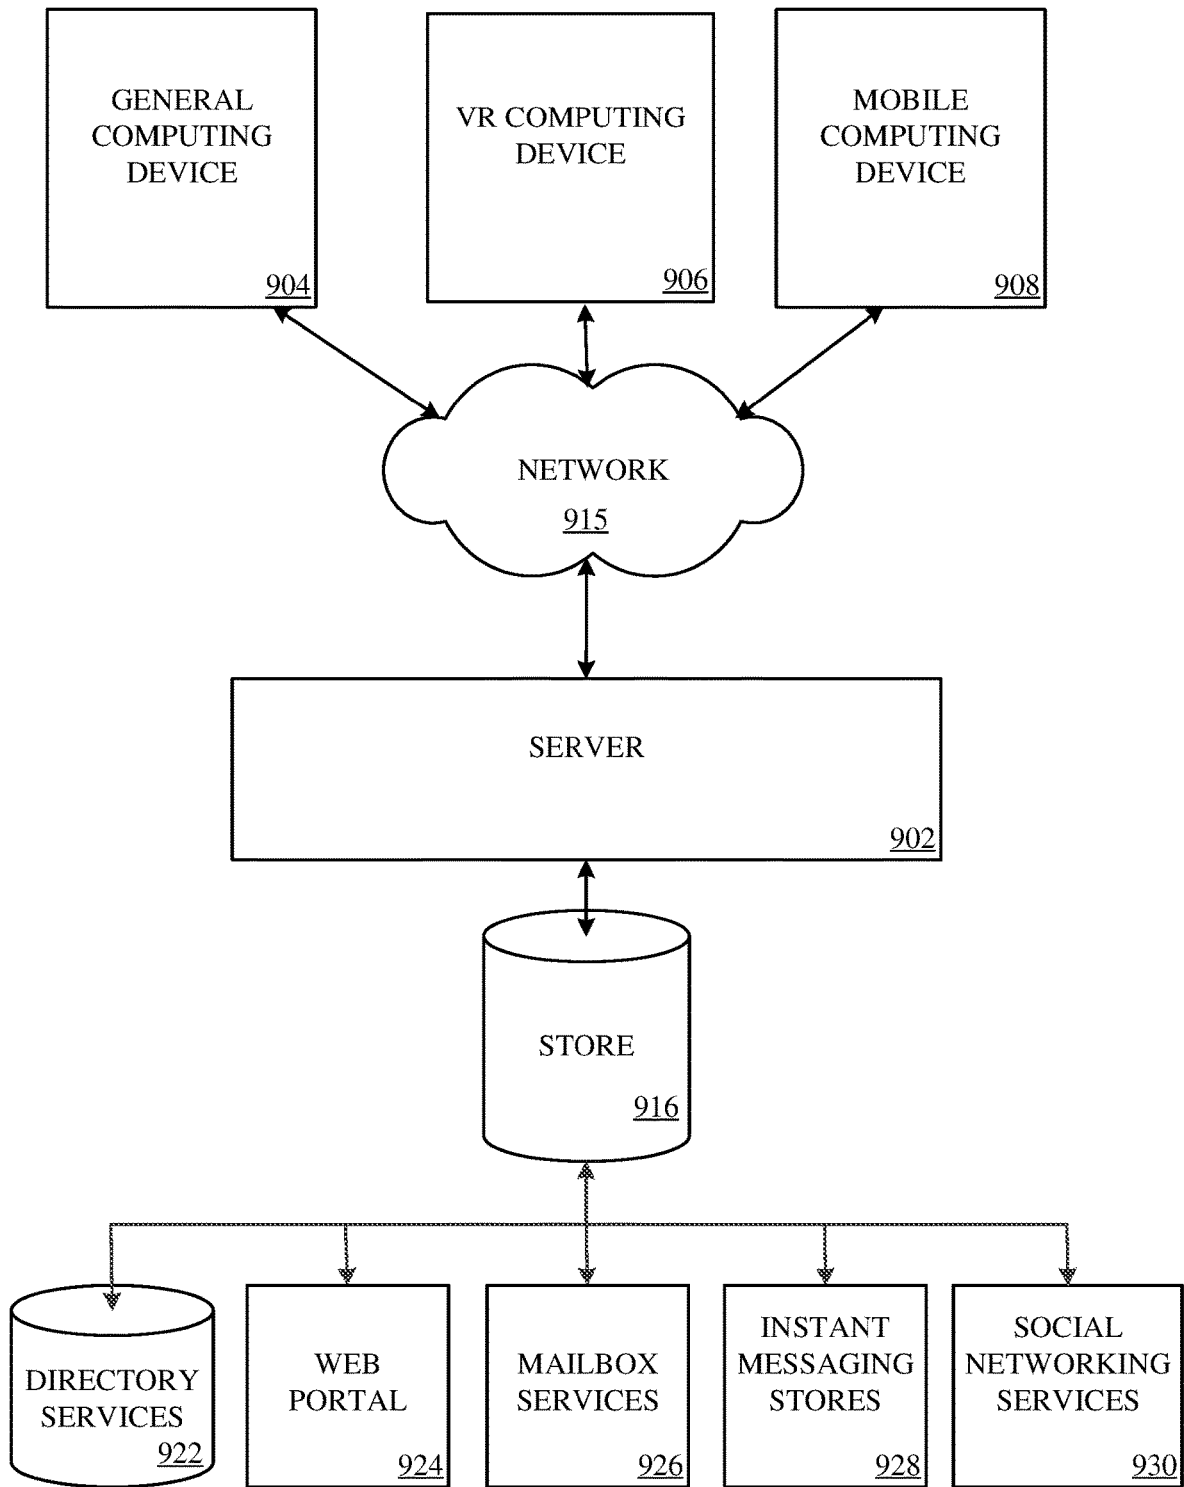 GENERAL
COMPUTING
DEVICE
904
VR COMPUTING
DEVICE
906
MOBILE
COMPUTING
DEVICE
908
NETWORK
915
SERVER
902
STORE
916
DIRECTORY
SERVICES
922
WEB
PORTAL
924
MAILBOX
SERVICES
926
INSTANT
MESSAGING
STORES
928
SOCIAL
NETWORKING
SERVICES
930